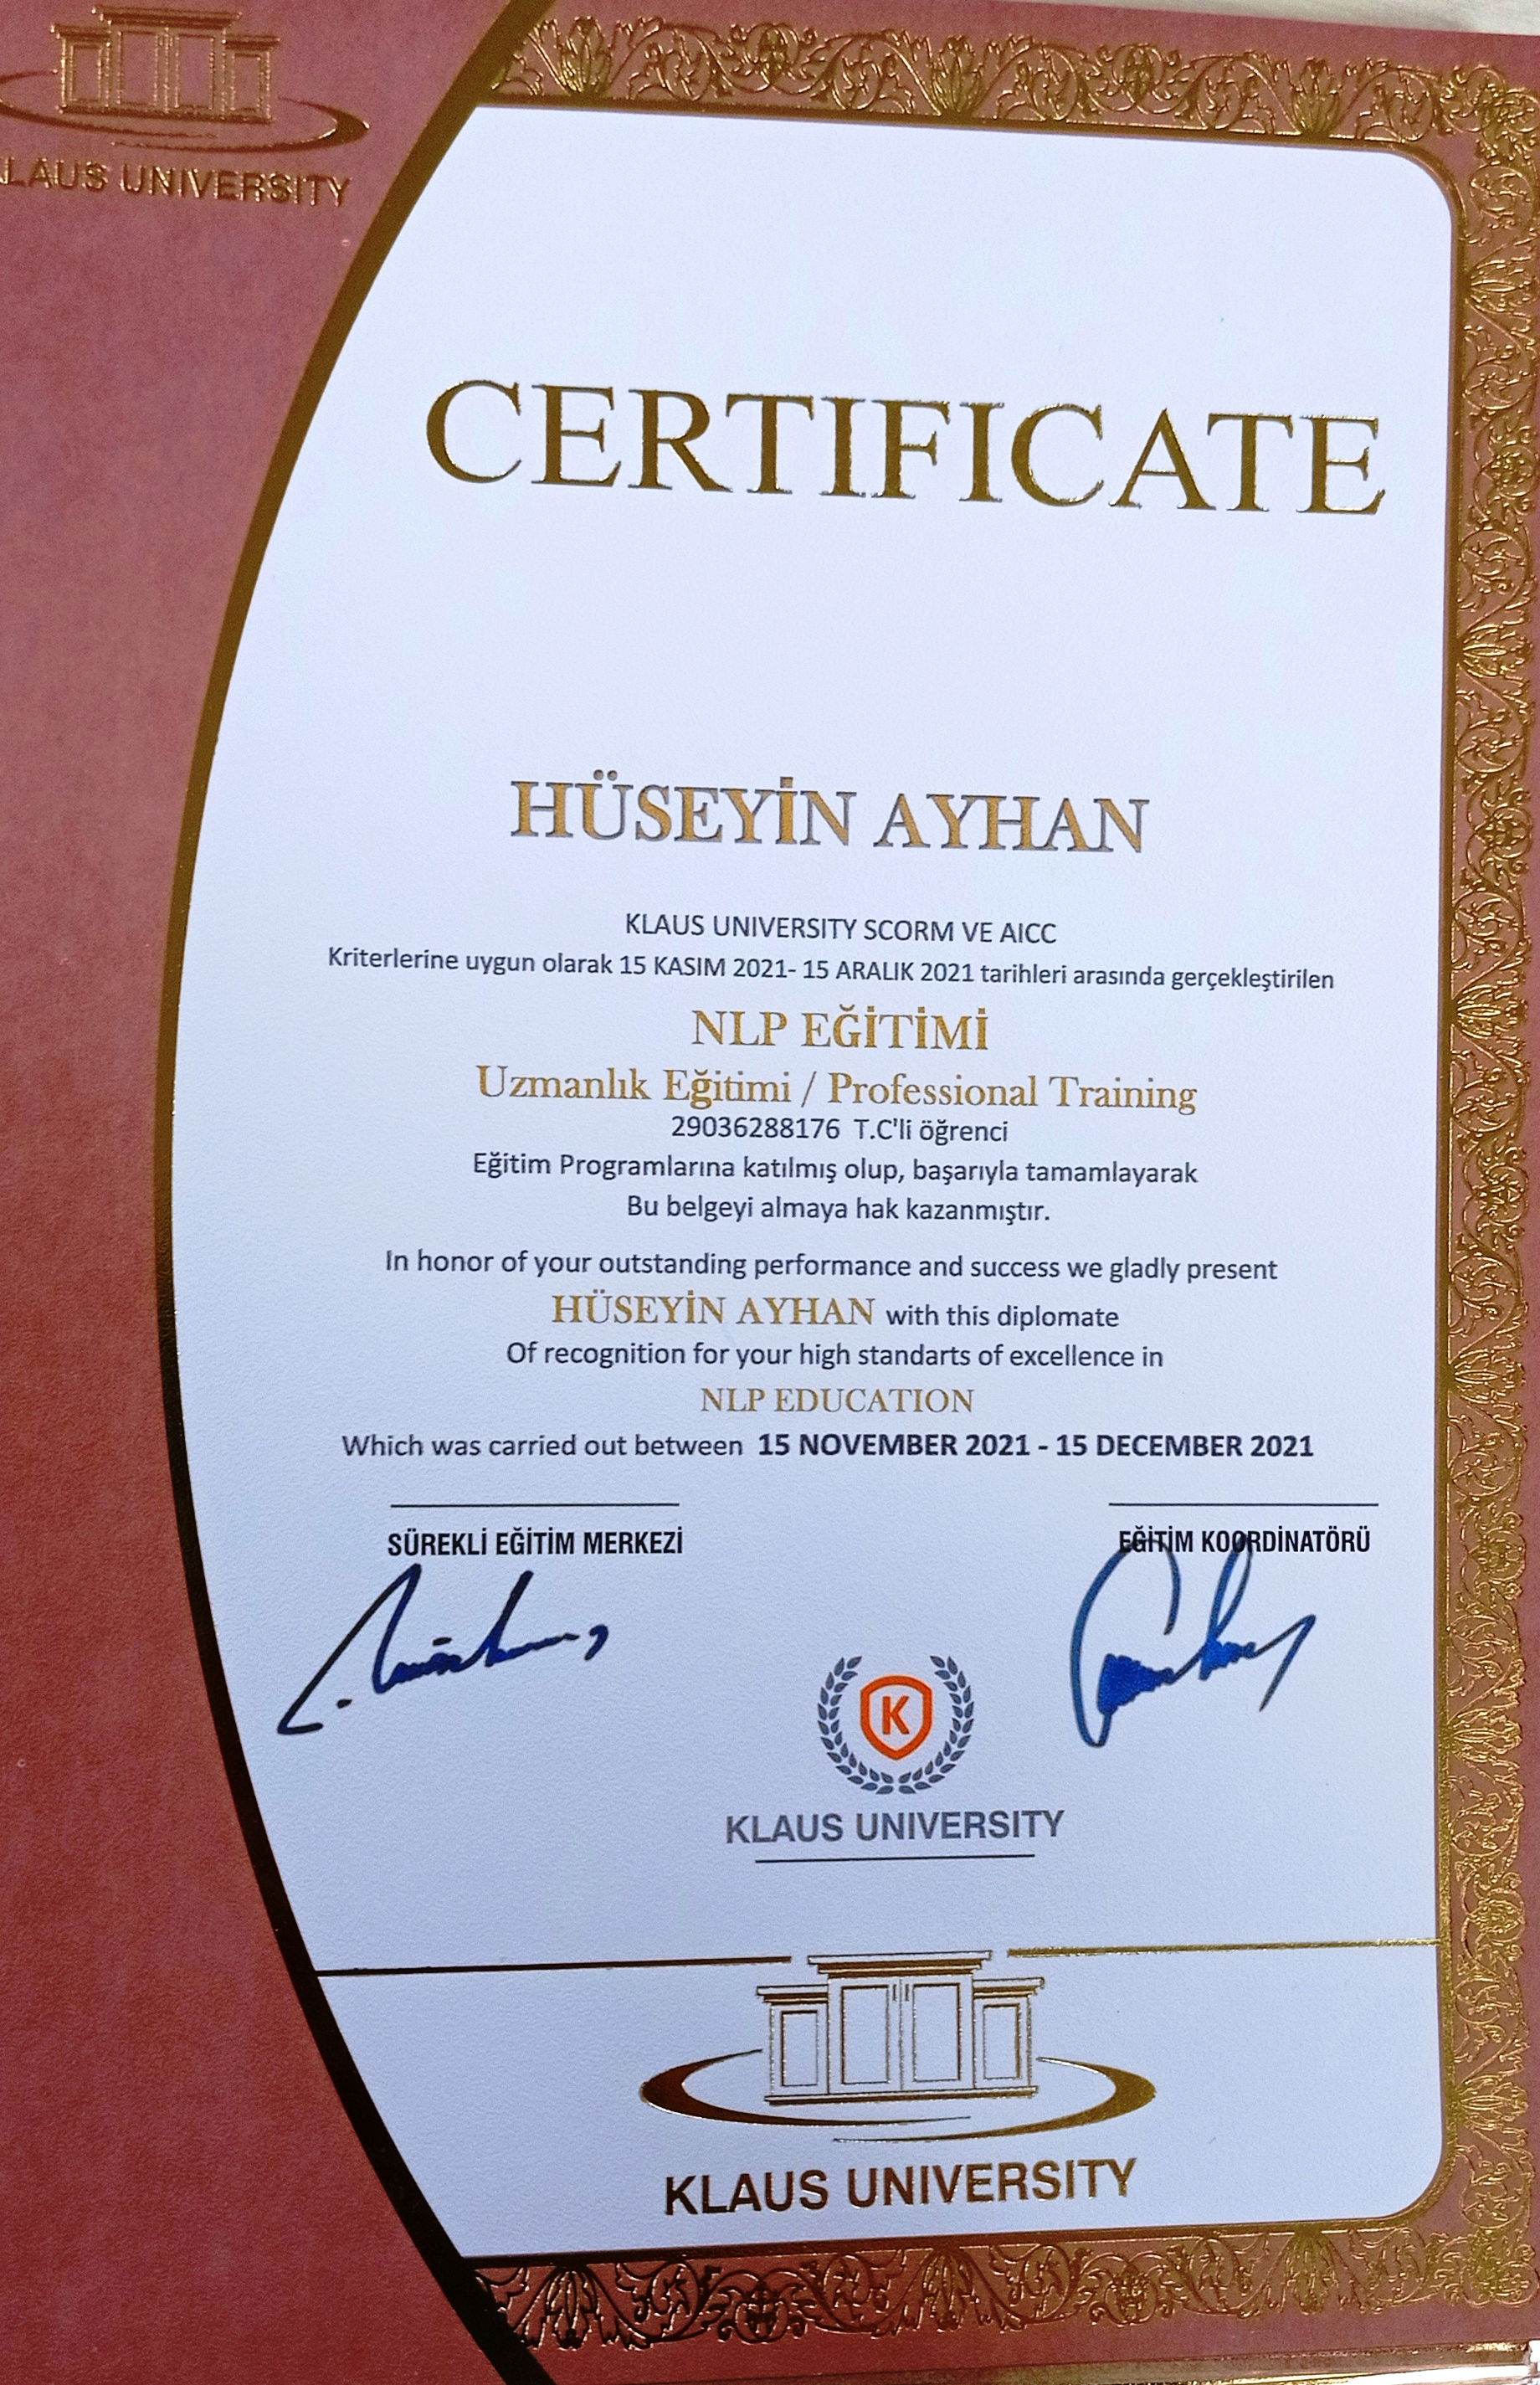 KLAUS UNIVERSITY
CERTIFICATE
HÜSEYİN AYHAN
KLAUS UNIVERSITY SCORM VE AICC
Kriterlerine uygun olarak 15 KASIM 2021- 15 ARALIK 2021 tarihleri arasında gerçekleştirilen
NLP EĞİTİMİ
Uzmanlık Eğitimi / Professional Training
29036288176 T.C'li öğrenci
Eğitim Programlarına katılmış olup, başarıyla tamamlayarak
Bu belgeyi almaya hak kazanmıştır.
In honor of your outstanding performance and success we gladly present
HÜSEYİN AYHAN with this diplomate
Of recognition for your high standarts of excellence in
NLP EDUCATION
Which was carried out between 15 NOVEMBER 2021 - 15 DECEMBER 2021
SÜREKLİ EĞİTİM MERKEZİ
EĞİTİM KOORDİNATÖRÜ
K
KLAUS UNIVERSITY
KLAUS UNIVERSITY